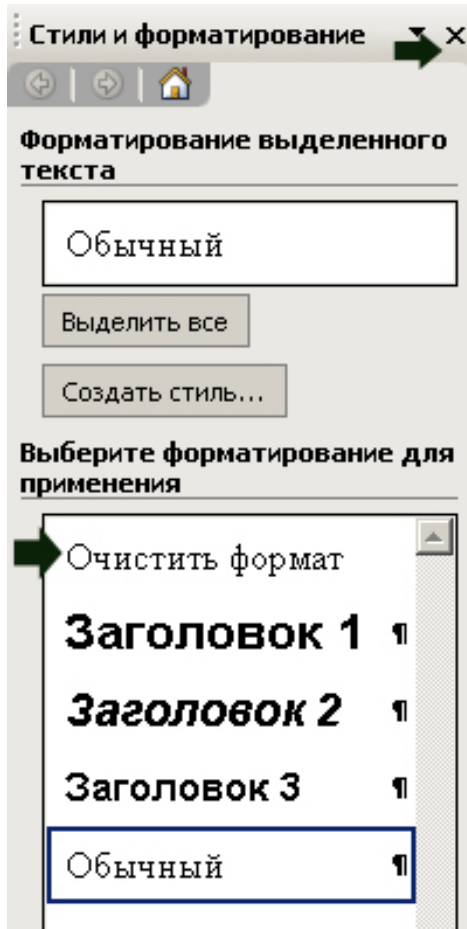 Стили и форматирование
Форматирование выделенного
текста
Обычный
Выделить все
Создать стиль...
Выберите форматирование для
применения
Очистить формат
Заголовок 1 ¶
Заголовок 2 ¶
Заголовок 3 ¶
Обычный ¶